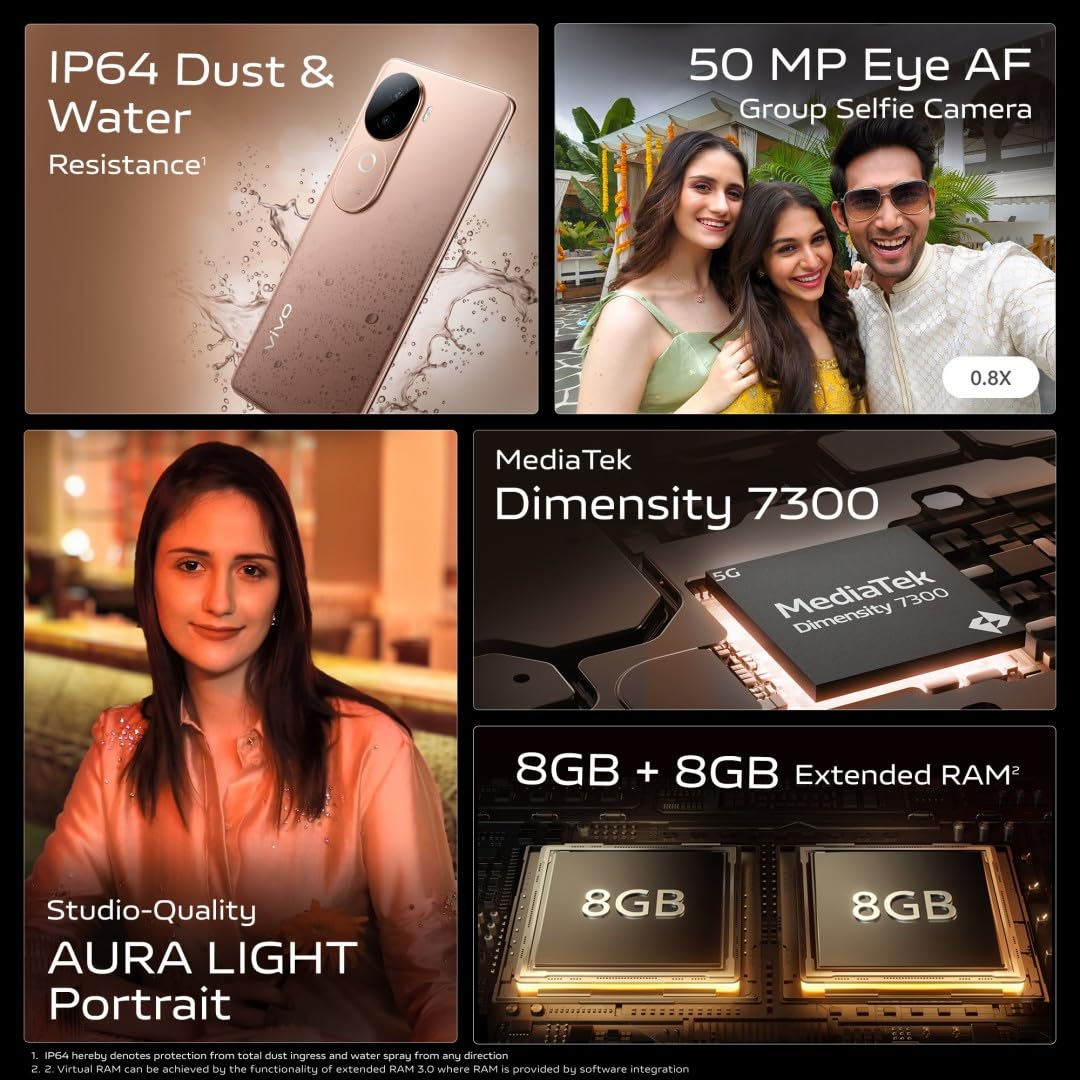 IP64 Dust &
Water
Resistance¹
vivo
50 MP Eye AF
Group Selfie Camera
0.8X
Studio-Quality
AURA LIGHT
Portrait
MediaTek
Dimensity 7300
5G
MediaTek
Dimensity 7300
8GB + 8GB Extended RAM²
8GB
8GB
1. IP64 hereby denotes protection from total dust ingress and water spray from any direction
2. 2. Virtual RAM can be achieved by the functionality of extended RAM 3.0 where RAM is provided by software integration